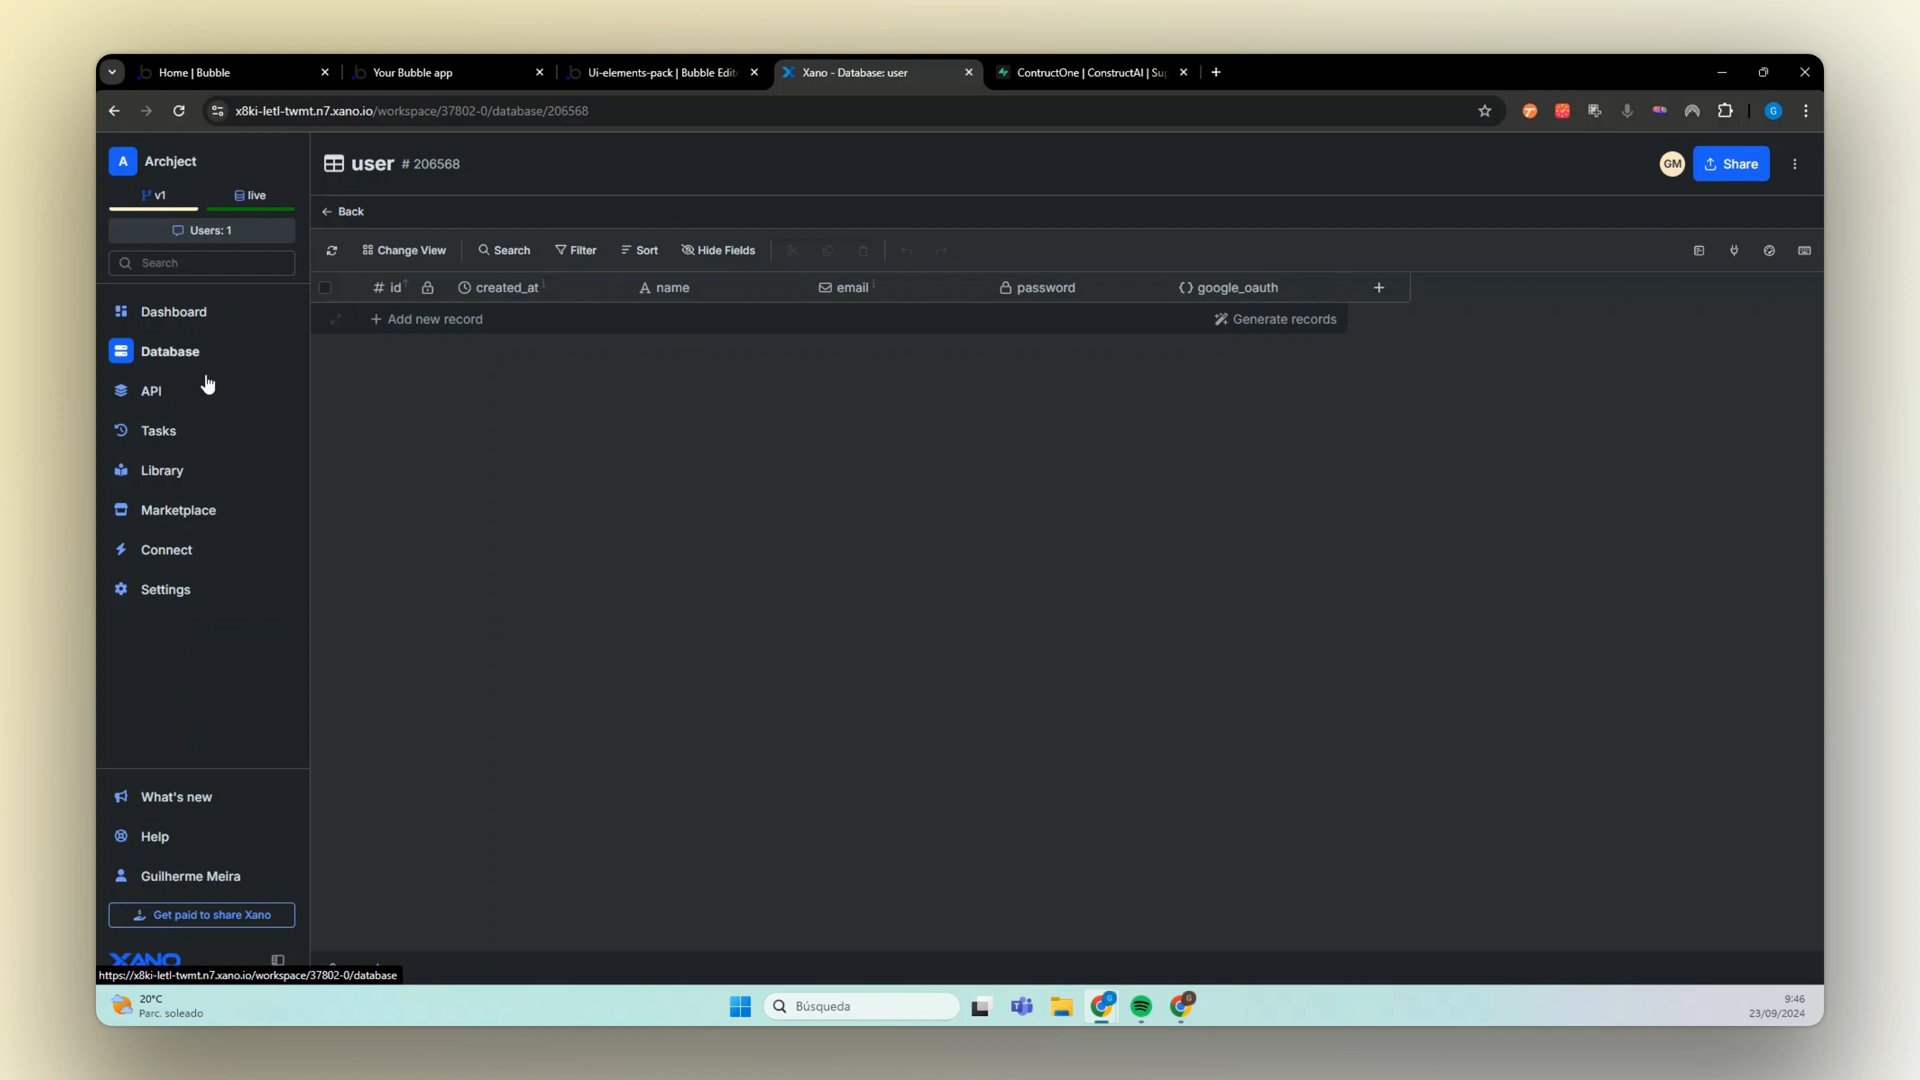 Home | Bubble
Your Bubble app
Ui-elements-pack | Bubble Edit
Xano - Database: user
ContructOne | ConstructAI | Su
x8ki-letl-twmt.n7.xano.io/workspace/37802-0/database/206568
G
A Archject
v1
live
Users: 1
Search
Dashboard
Database
API
Tasks
Library
Marketplace
Connect
Settings
What's new
Help
Guilherme Meira
Get paid to share Xano
XANO
https://x8ki-letl-twmt.n7.xano.io/workspace/37802-0/database
user # 206568
GM
Share
Back
Change View
Search
Filter
Sort
Hide Fields
# id
created_at
A name
email
password
{} google_oauth
+
+ Add new record
Generate records
20°C
Parc. soleado
Búsqueda
9:46
23/09/2024